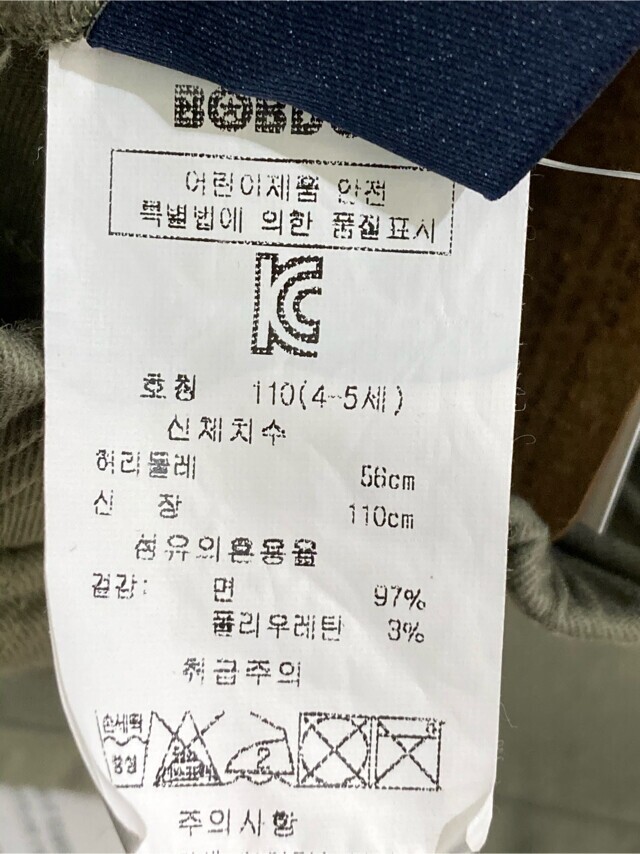 어린이제품 안전
특별법에 의한 품질표시
KC
호칭 110(4-5세)
신체치수
허리둘레 56cm
신 장 110cm
섬유의혼용율
겉감: 면 97%
폴리우레탄 3%
취급주의
손세탁
중성
2
주의사항